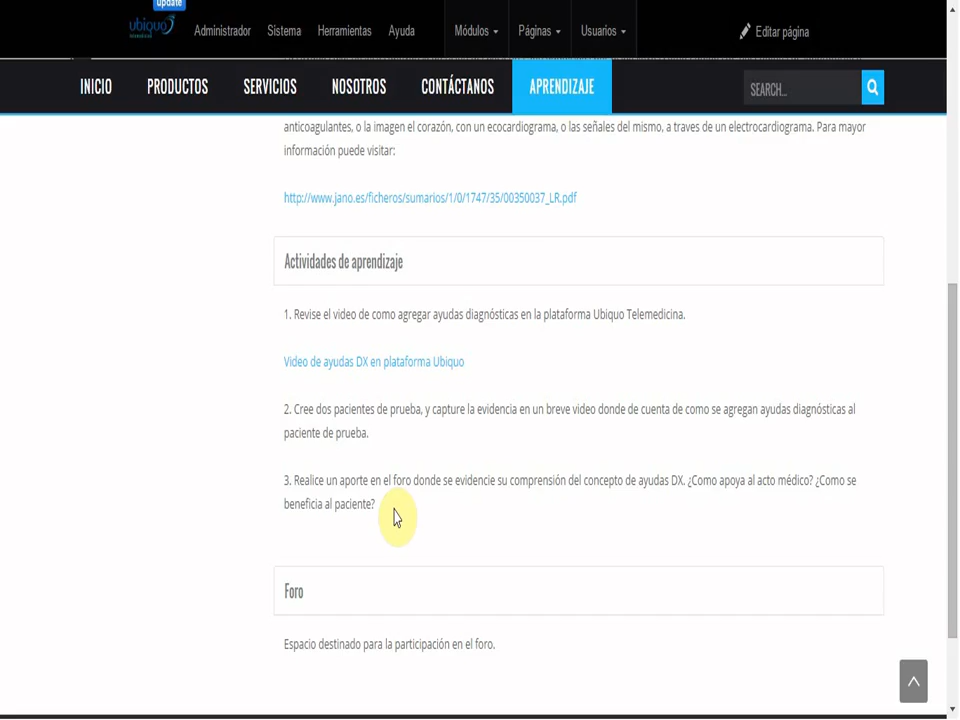 update
ubiquo
Administrador Sistema Herramientas Ayuda Módulos Páginas Usuarios Editar página
INICIO PRODUCTOS SERVICIOS NOSOTROS CONTÁCTANOS APRENDIZAJE SEARCH...
anticoagulantes, o la imagen el corazón, con un ecocardiograma, o las señales del mismo, a traves de un electrocardiograma. Para mayor
información puede visitar:
http://www.jano.es/ficheros/sumarios/1/0/1747/35/00350037_LR.pdf
Actividades de aprendizaje
1. Revise el video de como agregar ayudas diagnósticas en la plataforma Ubiquo Telemedicina.
Video de ayudas DX en plataforma Ubiquo
2. Cree dos pacientes de prueba, y capture la evidencia en un breve video donde de cuenta de como se agregan ayudas diagnósticas al
paciente de prueba.
3. Realice un aporte en el foro donde se evidencie su comprensión del concepto de ayudas DX. ¿Como apoya al acto médico? ¿Como se
beneficia al paciente?
Foro
Espacio destinado para la participación en el foro.